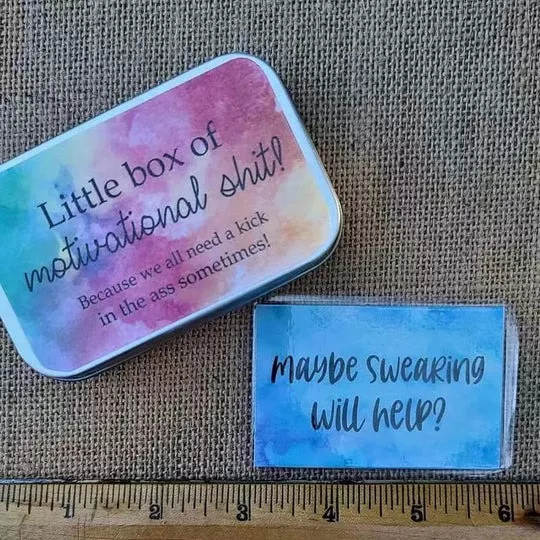 Little box of
motivational shit!
Because we all need a kick
in the ass sometimes!
maybe swearing
will help?
1 2 3 4 5 6